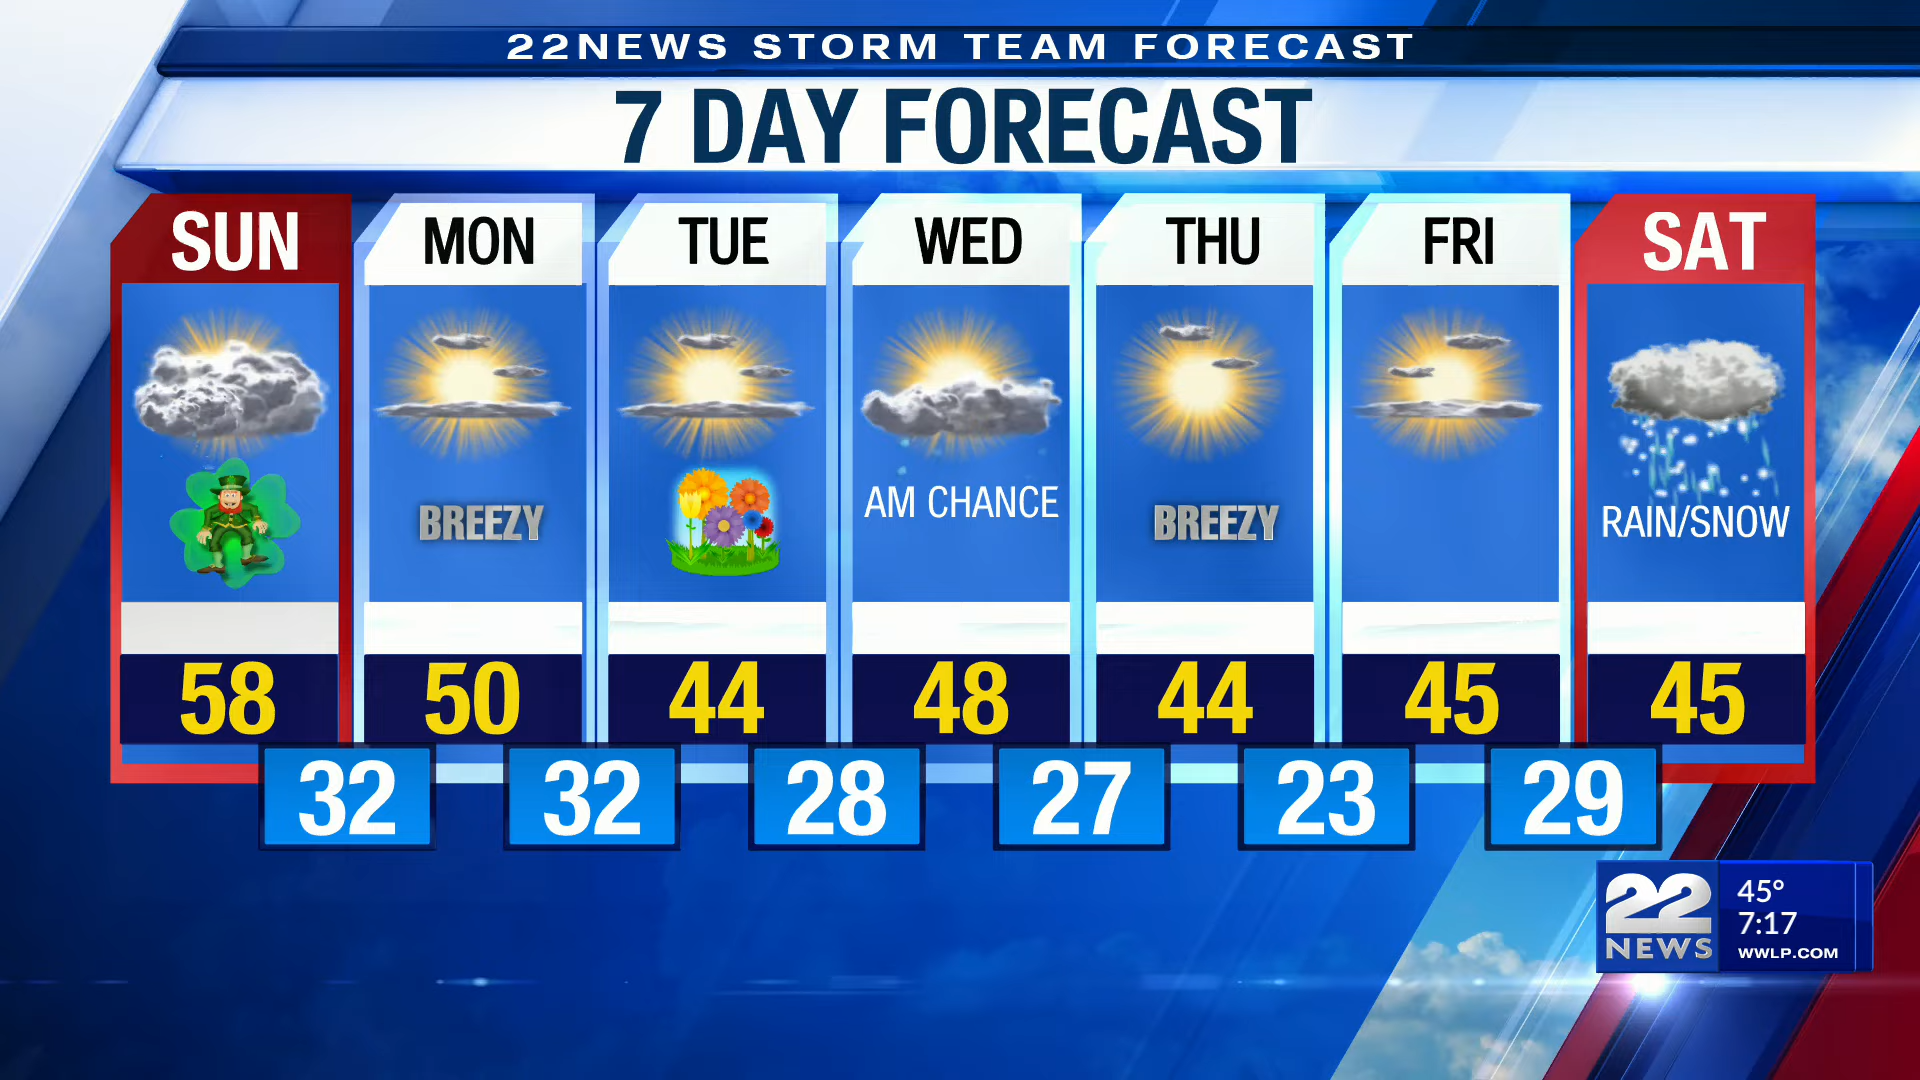 22NEWS STORM TEAM FORECAST
7 DAY FORECAST
SUN MON TUE WED THU FRI SAT
BREEZY AM CHANCE BREEZY RAIN/SNOW
58 50 44 48 44 45 45
32 32 28 27 23 29
22 NEWS
45°
7:17
WWLP.COM